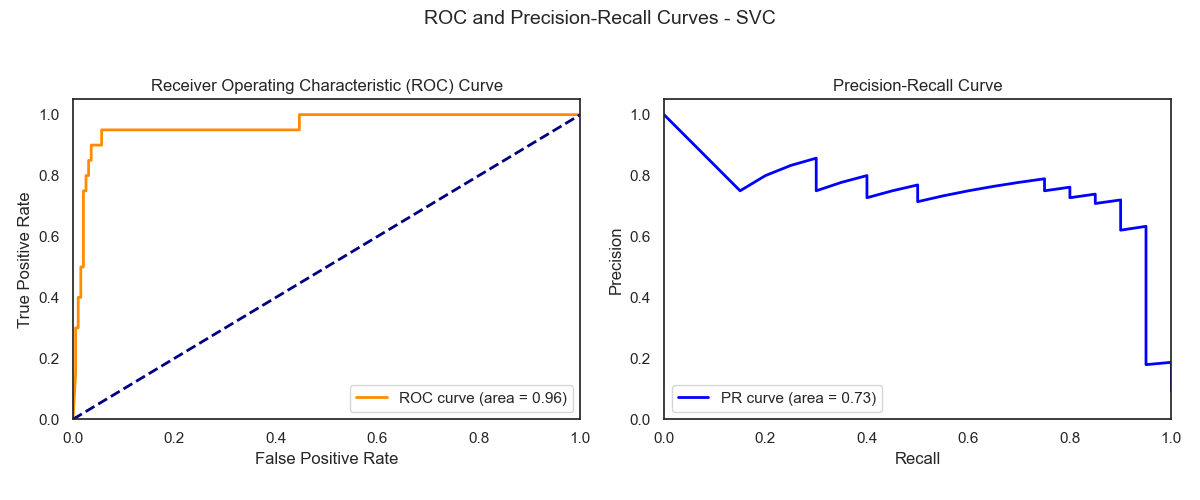 ROC and Precision-Recall Curves - SVC
Receiver Operating Characteristic (ROC) Curve
1.0
0.8
0.6
0.4
0.2
0.0
True Positive Rate
ROC curve (area = 0.96)
0.0 0.2 0.4 0.6 0.8 1.0
False Positive Rate
Precision-Recall Curve
1.0
0.8
0.6
0.4
0.2
0.0
Precision
PR curve (area = 0.73)
0.0 0.2 0.4 0.6 0.8 1.0
Recall